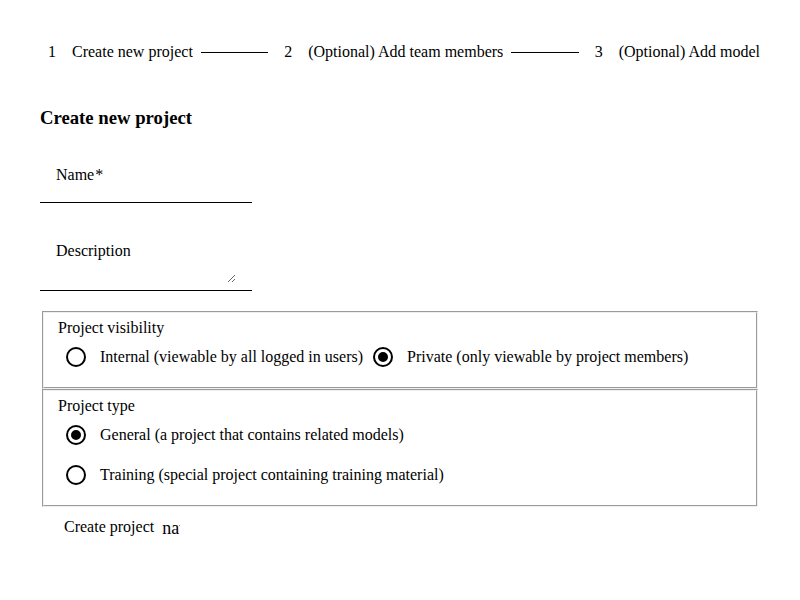 1 Create new project 2 (Optional) Add team members 3 (Optional) Add model
Create new project
Name*
Description
Project visibility
Internal (viewable by all logged in users) Private (only viewable by project members)
Project type
General (a project that contains related models)
Training (special project containing training material)
Create project na